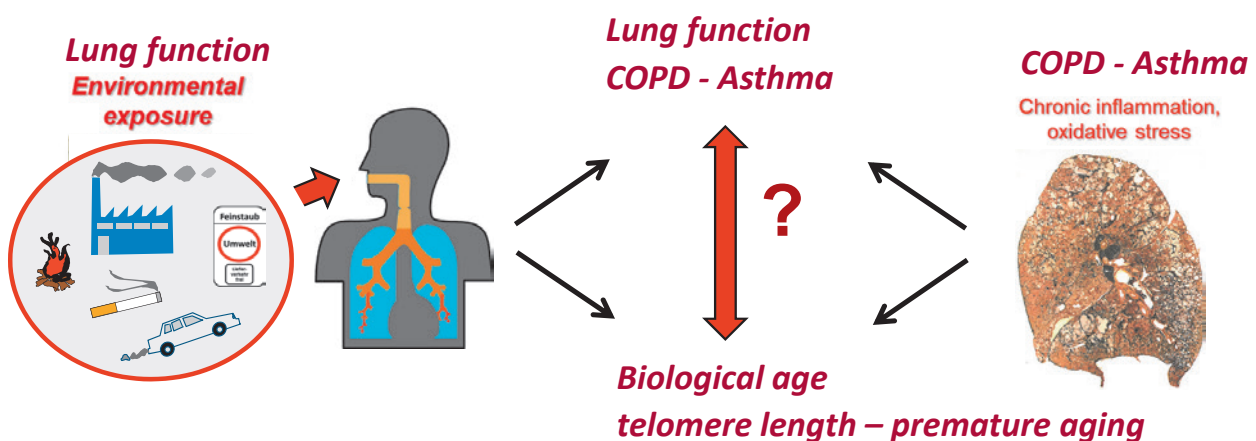 Lung function
Environmental
exposure
Feinstaub
Umwelt
frei
Lung function
COPD - Asthma
?
Biological age
telomere length – premature aging
COPD - Asthma
Chronic inflammation,
oxidative stress